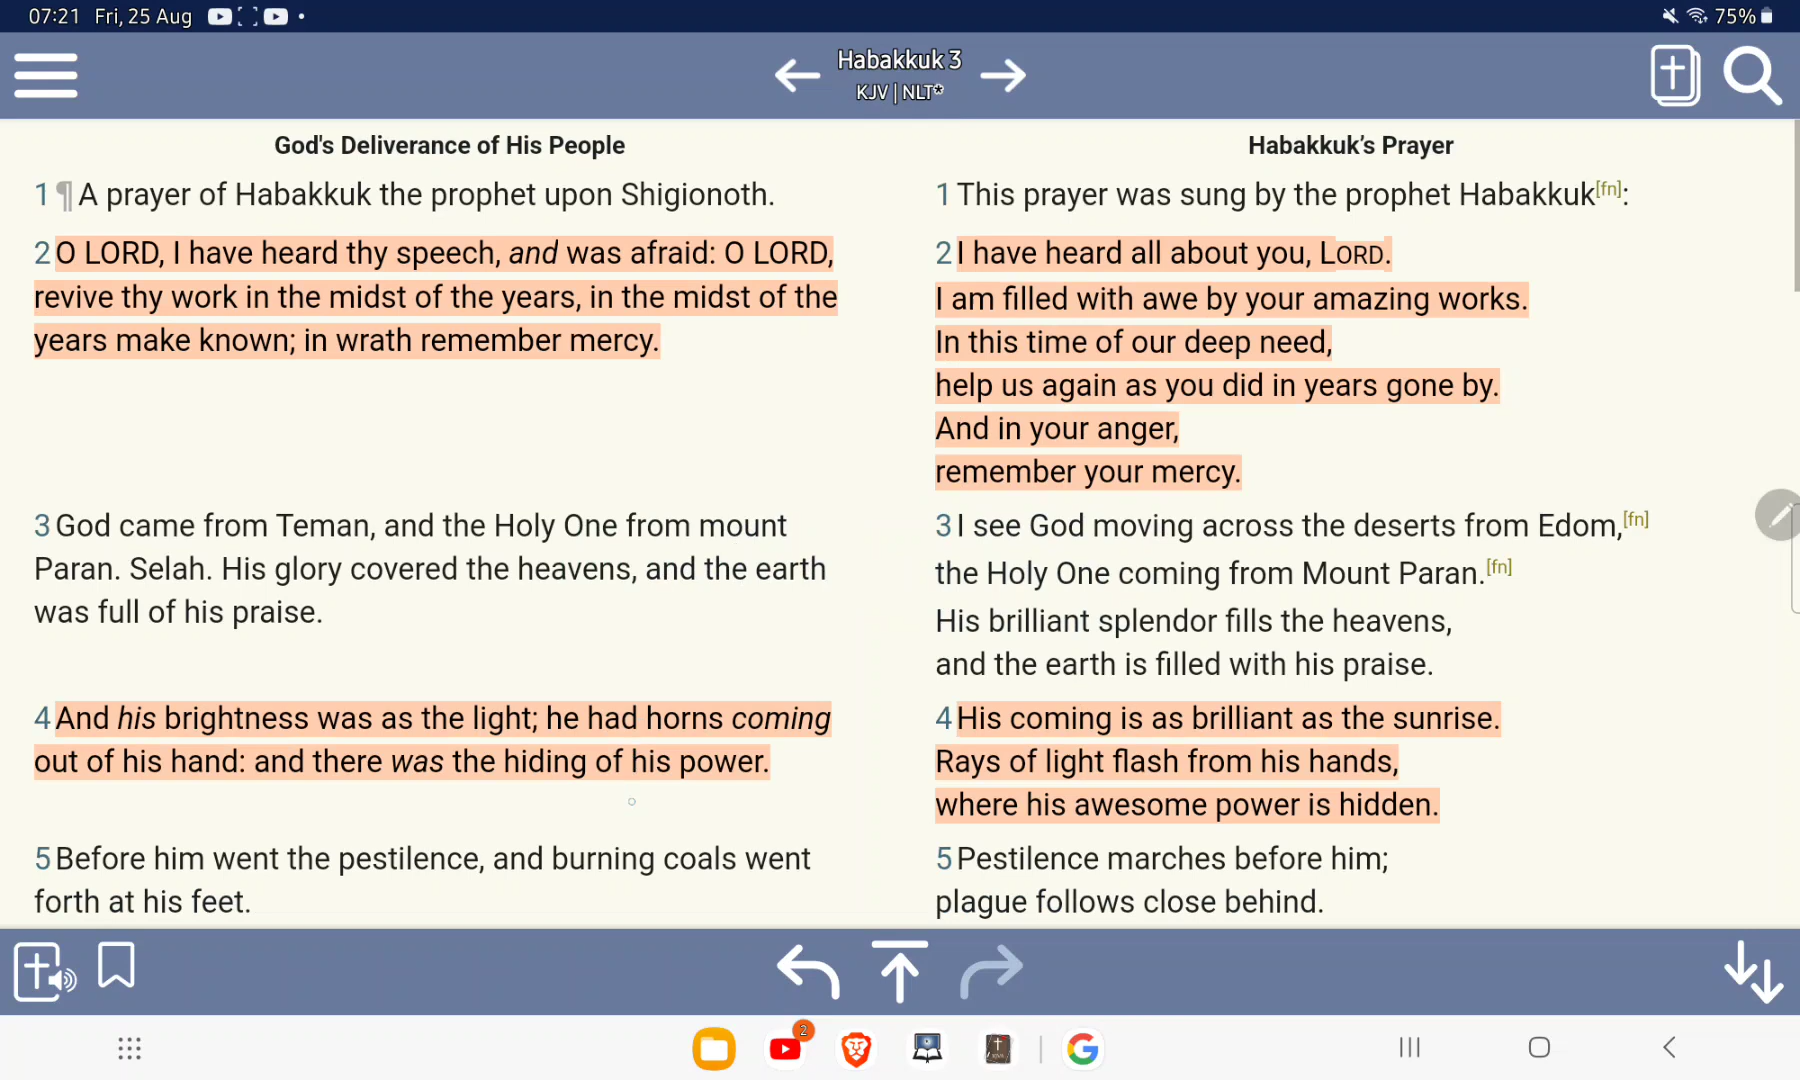 07:21 Fri, 25 Aug
75%
Habakkuk 3
KJV | NLT*
God's Deliverance of His People
1 ¶ A prayer of Habakkuk the prophet upon Shigionoth.
2 O LORD, I have heard thy speech, and was afraid: O LORD,
revive thy work in the midst of the years, in the midst of the
years make known; in wrath remember mercy.
3 God came from Teman, and the Holy One from mount
Paran. Selah. His glory covered the heavens, and the earth
was full of his praise.
4 And his brightness was as the light; he had horns coming
out of his hand: and there was the hiding of his power.
5 Before him went the pestilence, and burning coals went
forth at his feet.
Habakkuk’s Prayer
1 This prayer was sung by the prophet Habakkuk[fn]:
2 I have heard all about you, LORD.
I am filled with awe by your amazing works.
In this time of our deep need,
help us again as you did in years gone by.
And in your anger,
remember your mercy.
3 I see God moving across the deserts from Edom,[fn]
the Holy One coming from Mount Paran.[fn]
His brilliant splendor fills the heavens,
and the earth is filled with his praise.
4 His coming is as brilliant as the sunrise.
Rays of light flash from his hands,
where his awesome power is hidden.
5 Pestilence marches before him;
plague follows close behind.
2